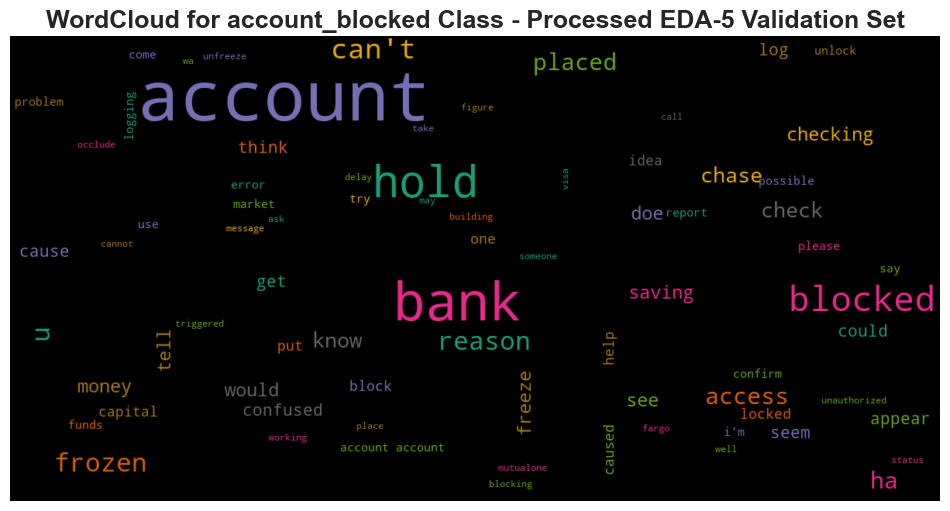 WordCloud for account_blocked Class - Processed EDA-5 Validation Set
come
wa
unfreeze
can't
placed
log
unlock
problem
logging
account
figure
take
call
checking
occlude
think
hold
idea
chase
possible
error
delay
visa
market
try
may
doe
report
check
use
ask
message
building
one
cannot
cause
someone
please
get
say
saving
bank
blocked
u
triggered
tell
put
know
reason
help
could
money
would
block
freeze
confirm
access
see
unauthorized
capital
confused
locked
appear
funds
place
working
account account
caused
fargo
i'm
seem
well
frozen
mutualone
blocking
status
ha